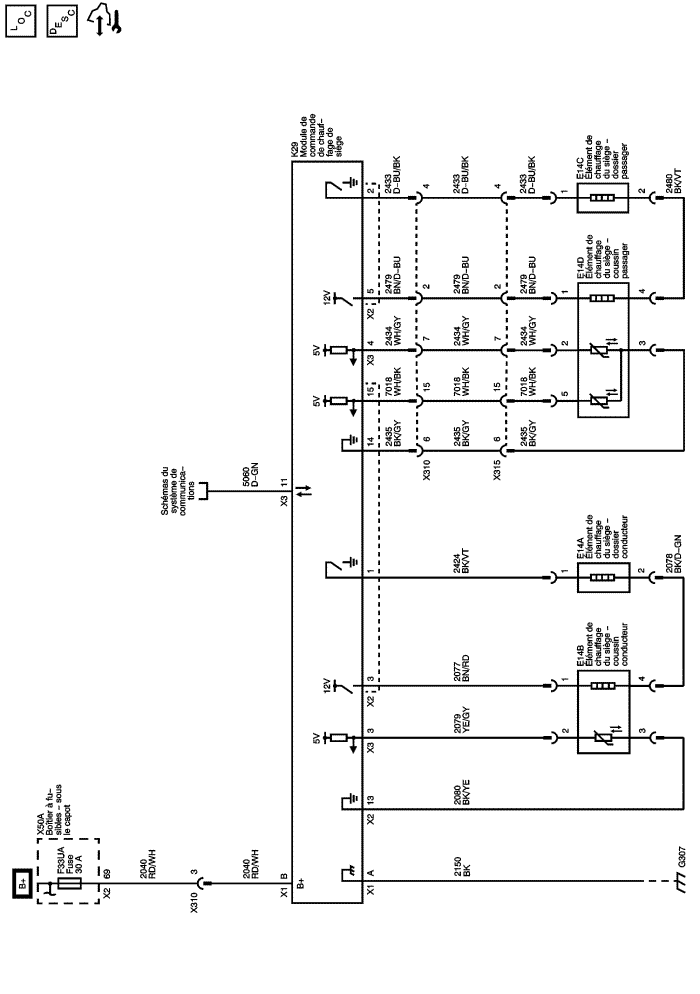 LOC
DESC
B+
X50A
Boîtier à fu-
sibles – sous
le capot
F33UA
Fuse
30 A
X2
69
2040
RD/WH
X310
3
2040
RD/WH
X1
B
B+
Schémas du
système de
communica-
tions
5060
D–GN
X3
11
K29
Module de
commande
de chauf-
fage de
siège
X1
A
2150
BK
G307
X2
13
2080
BK/YE
5V
X3
3
2079
YE/GY
2
3
12V
X2
3
2077
BN/RD
1
4
E14B
Élément de
chauffage
du siège –
coussin
conducteur
1
2424
BK/VT
1
2
2078
BK/D–GN
E14A
Élément de
chauffage
du siège –
dossier
conducteur
14
2435
BK/GY
6
X310
2435
BK/GY
6
X315
2435
BK/GY
5V
15
7018
WH/BK
15
7018
WH/BK
15
7018
WH/BK
5
5V
X3
4
2434
WH/GY
7
2434
WH/GY
7
2434
WH/GY
2
3
12V
X2
5
2479
BN/D–BU
2
2479
BN/D–BU
2
2479
BN/D–BU
1
4
E14D
Élément de
chauffage
du siège –
coussin
passager
2
2433
D–BU/BK
4
2433
D–BU/BK
4
2433
D–BU/BK
1
2
2480
BK/VT
E14C
Élément de
chauffage
du siège –
dossier
passager